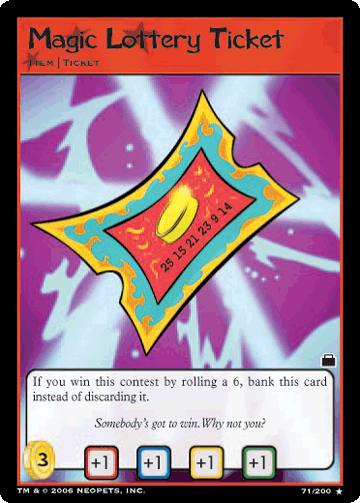 Magic Lottery Ticket
Item | Ticket
25 15 21 23 9 14
If you win this contest by rolling a 6, bank this card
instead of discarding it.
Somebody's got to win. Why not you?
3
+1 +1 +1 +1
TM & © 2006 NEOPETS, INC. 71/200 ★